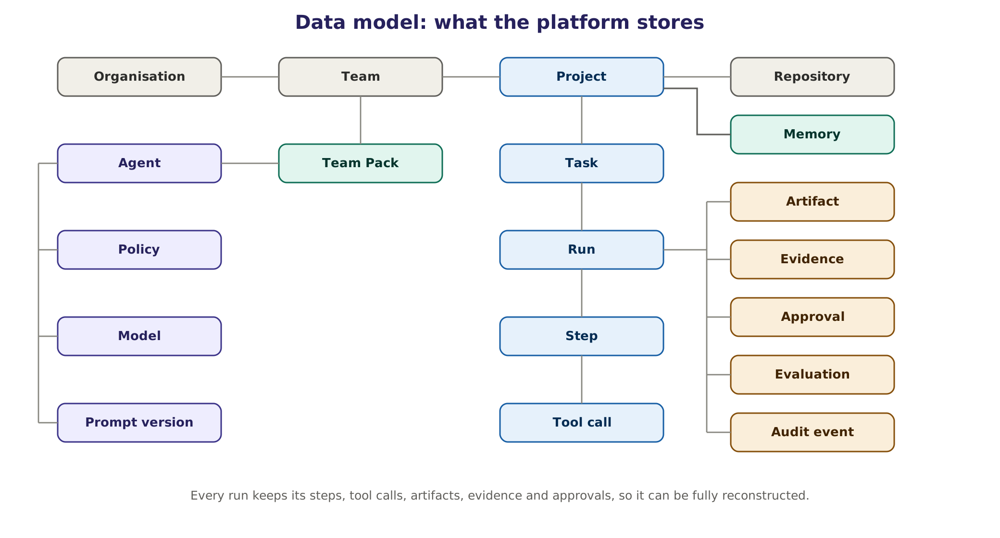 Data model: what the platform stores
Organisation
Team
Project
Repository
Memory
Agent
Team Pack
Task
Artifact
Policy
Run
Evidence
Model
Step
Approval
Evaluation
Prompt version
Tool call
Audit event
Every run keeps its steps, tool calls, artifacts, evidence and approvals, so it can be fully reconstructed.